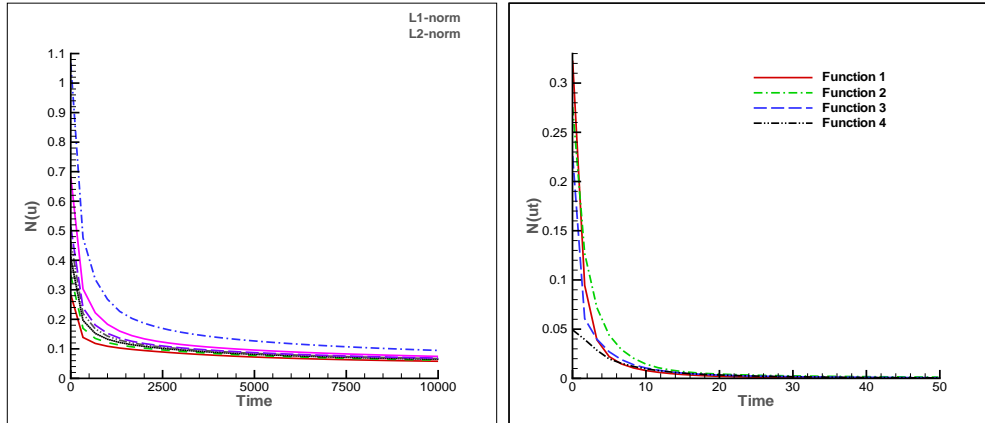 L1-norm
L2-norm
1.1
1
0.9
0.8
0.7
0.6
0.5
0.4
0.3
0.2
0.1
0
N(u)
0 2500 5000 7500 10000
Time
0.3
0.25
0.2
0.15
0.1
0.05
0
N(ut)
Function 1
Function 2
Function 3
Function 4
0 10 20 30 40 50
Time